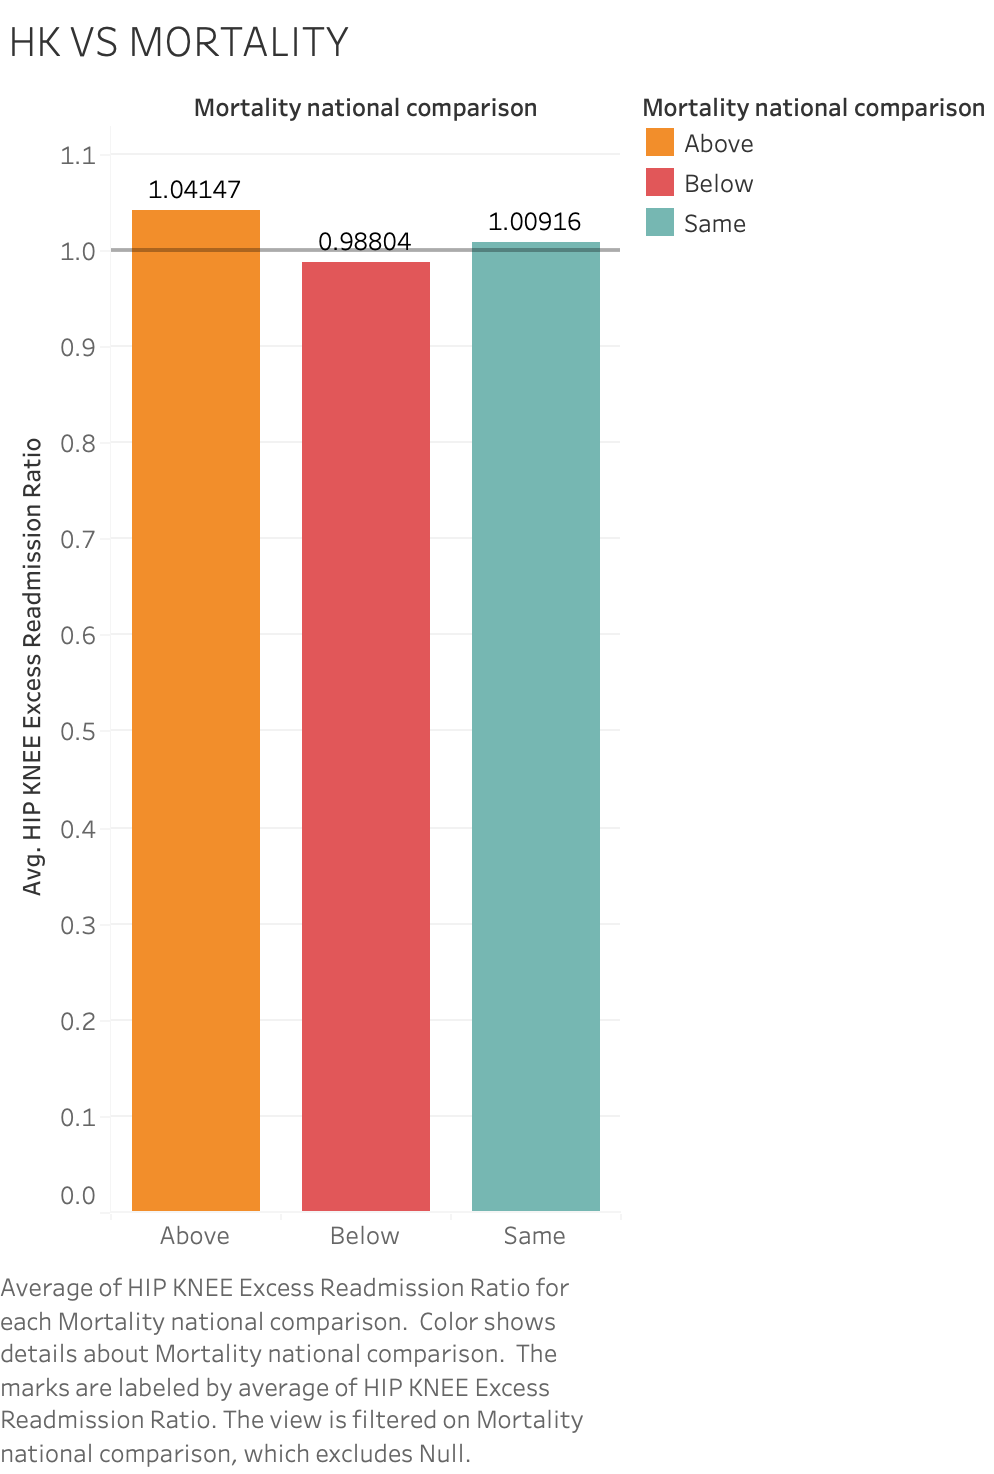 HK VS MORTALITY
Mortality national comparison
Mortality national comparison
Above
Below
Same
1.1
1.0
0.9
0.8
0.7
0.6
0.5
0.4
0.3
0.2
0.1
0.0
Avg. HIP KNEE Excess Readmission Ratio
1.04147
0.98804
1.00916
Above
Below
Same
Average of HIP KNEE Excess Readmission Ratio for
each Mortality national comparison.  Color shows
details about Mortality national comparison.  The
marks are labeled by average of HIP KNEE Excess
Readmission Ratio. The view is filtered on Mortality
national comparison, which excludes Null.